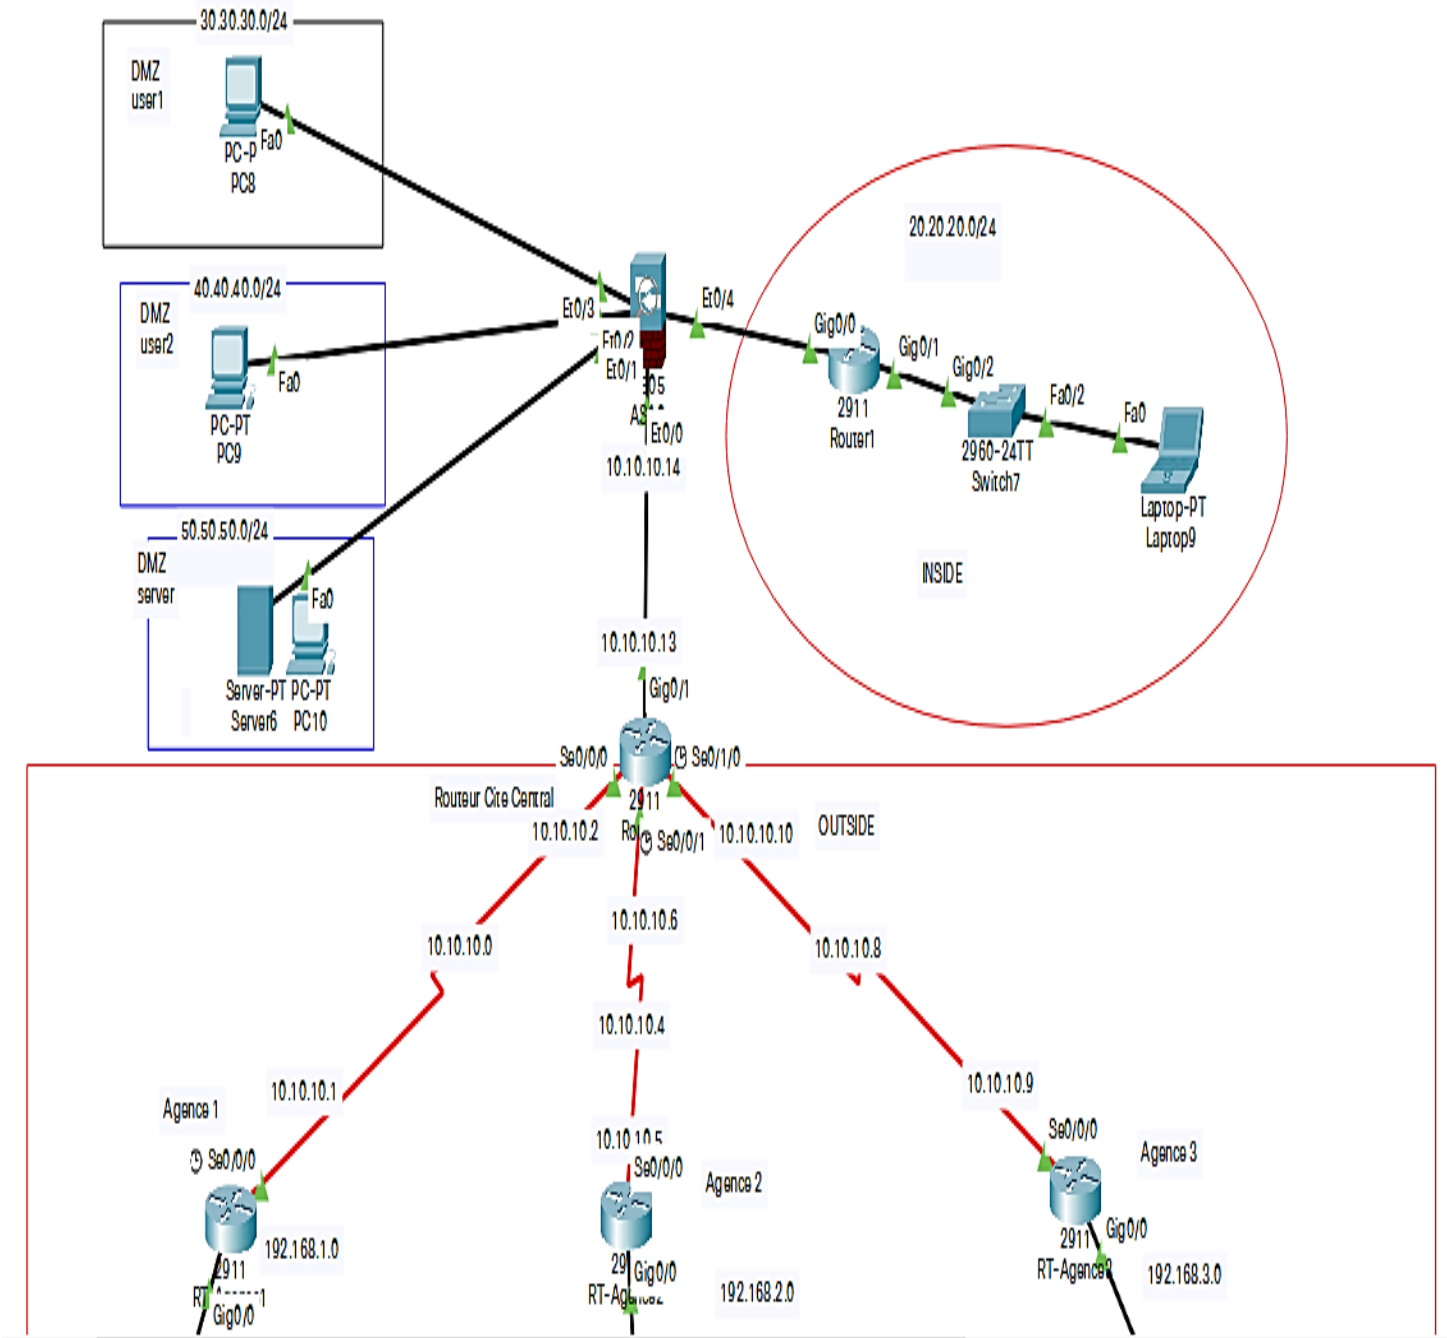 30.30.30.0/24
DMZ
user1
Fa0
PC-P
PC8
40.40.40.0/24
DMZ
user2
Fa0
PC-PT
PC9
50.50.50.0/24
DMZ
server
Fa0
Server-PT PC-PT
Server6 PC10
Et0/3
Et0/2
Et0/1
Et0/4
Et0/0
10.10.10.14
20.20.20.0/24
Gig0/0
Gig0/1
Gig0/2
Fa0/2
Fa0
2911
Router1
2960-24TT
Switch7
Laptop-PT
Laptop9
INSIDE
10.10.10.13
Gig0/1
Se0/0/0
Se0/1/0
2911
Se0/0/1
Routeur Cite Central
10.10.10.2
10.10.10.10
OUTSIDE
10.10.10.6
10.10.10.0
10.10.10.8
10.10.10.4
10.10.10.1
10.10.10.9
Agence 1
Se0/0/0
10.10.10.5
Se0/0/0
Agence 2
Se0/0/0
Agence 3
192.168.1.0
2911
Gig0/0
Gig0/0
192.168.2.0
Gig0/0
2911
192.168.3.0